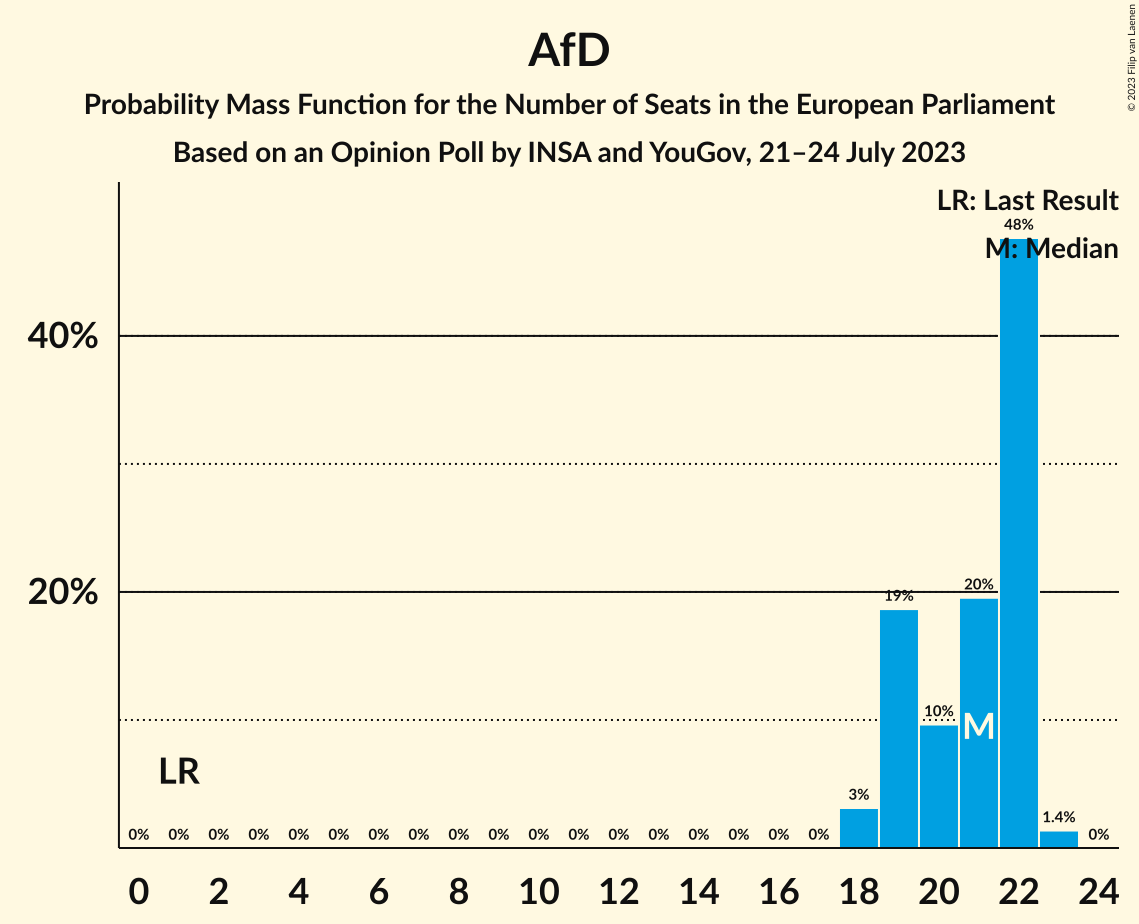 AfD
Probability Mass Function for the Number of Seats in the European Parliament
Based on an Opinion Poll by INSA and YouGov, 21–24 July 2023
© 2023 Filip van Laenen
LR: Last Result
48%
M: Median
40%
20%
20%
19%
10%
M
LR
3%
1.4%
0% 0% 0% 0% 0% 0% 0% 0% 0% 0% 0% 0% 0% 0% 0% 0% 0% 0% 0%
0 2 4 6 8 10 12 14 16 18 20 22 24